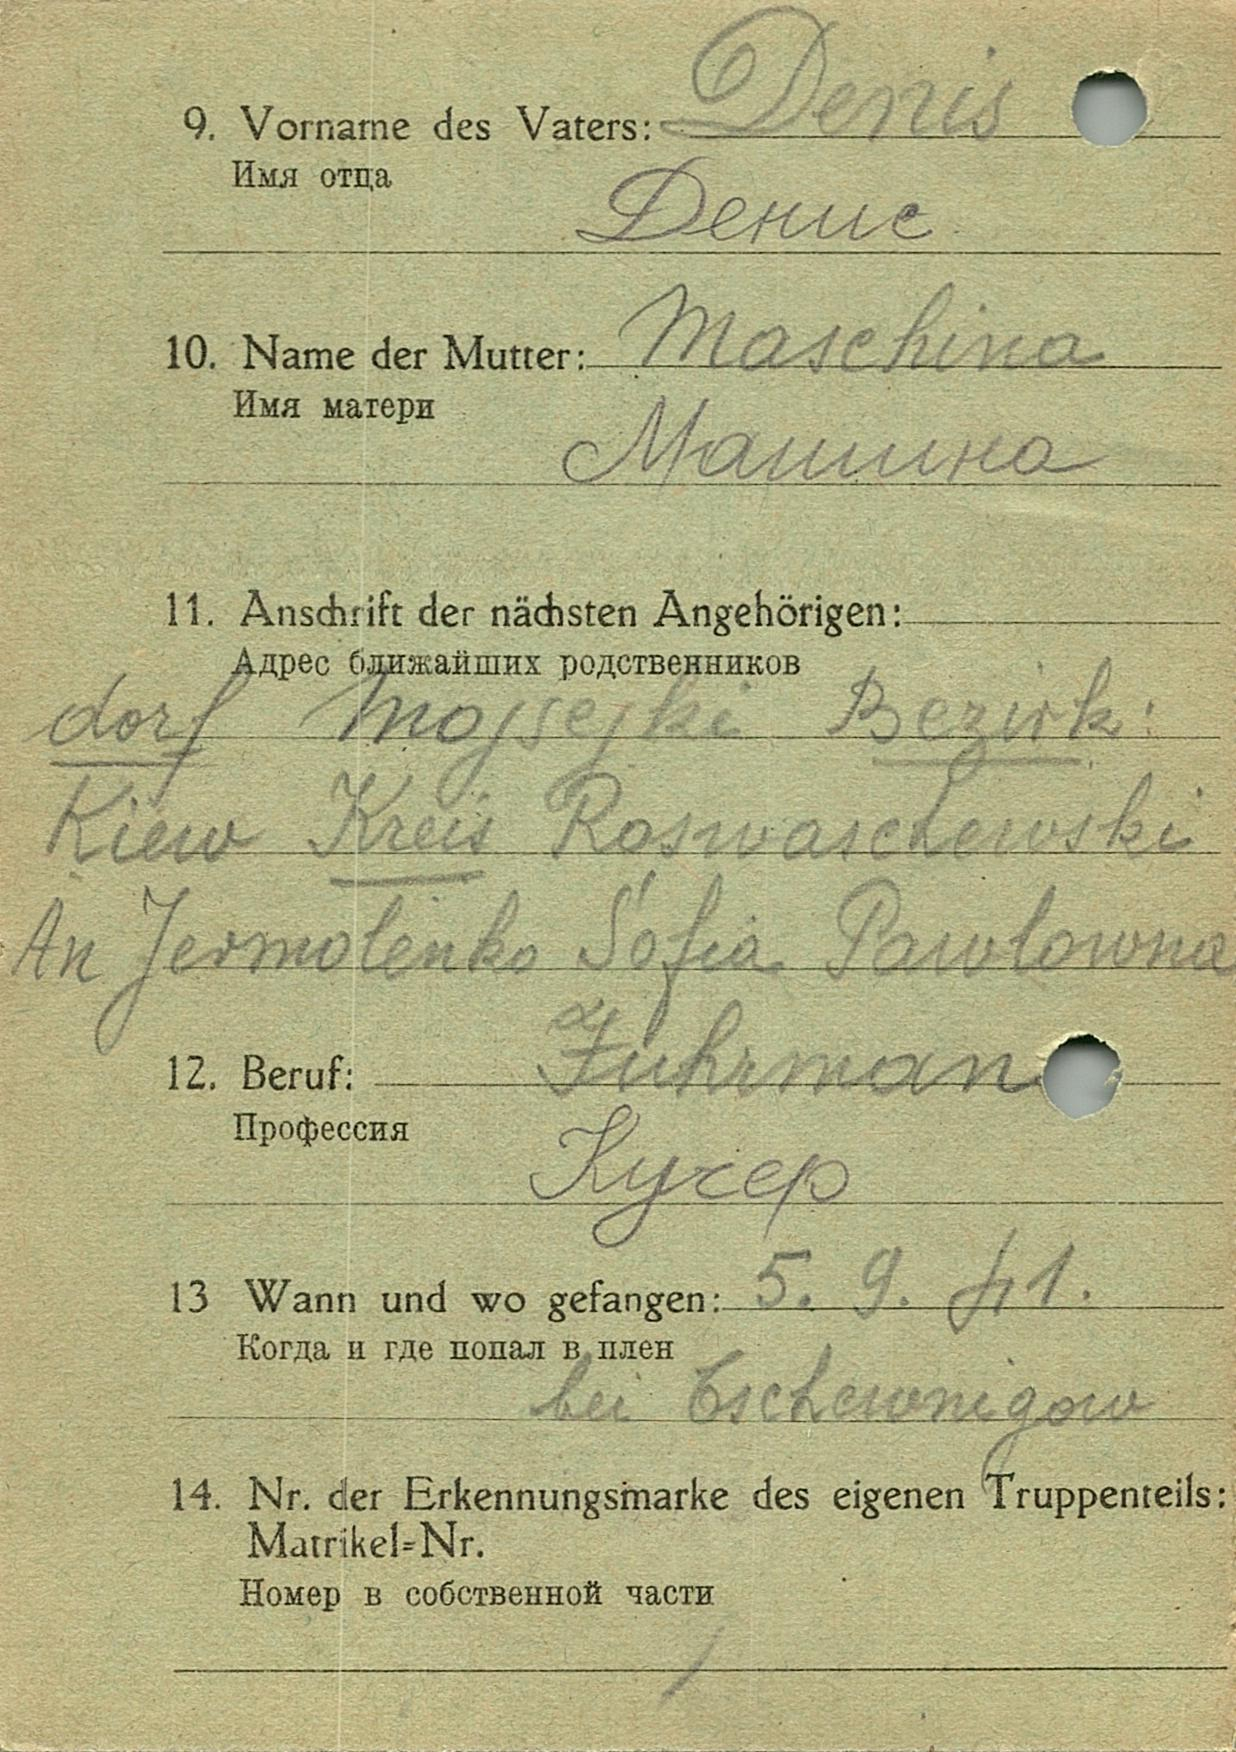 9. Vorname des Vaters: Denis
Имя отца
Денис
10. Name der Mutter: Maschina
Имя матери
Машина
11. Anschrift der nächsten Angehörigen:
Адрес ближайших родственников
dorf Mojsejki Bezirk:
Kiew Kreis Roswaschewski
An Jermolenko Sofia Pawlowna
12. Beruf: Fuhrman
Профессия
Кучер
13 Wann und wo gefangen: 5. 9. 41.
Когда и где попал в плен
bei Tschernigow
14. Nr. der Erkennungsmarke des eigenen Truppenteils:
Matrikel=Nr.
Номер в собственной части
/